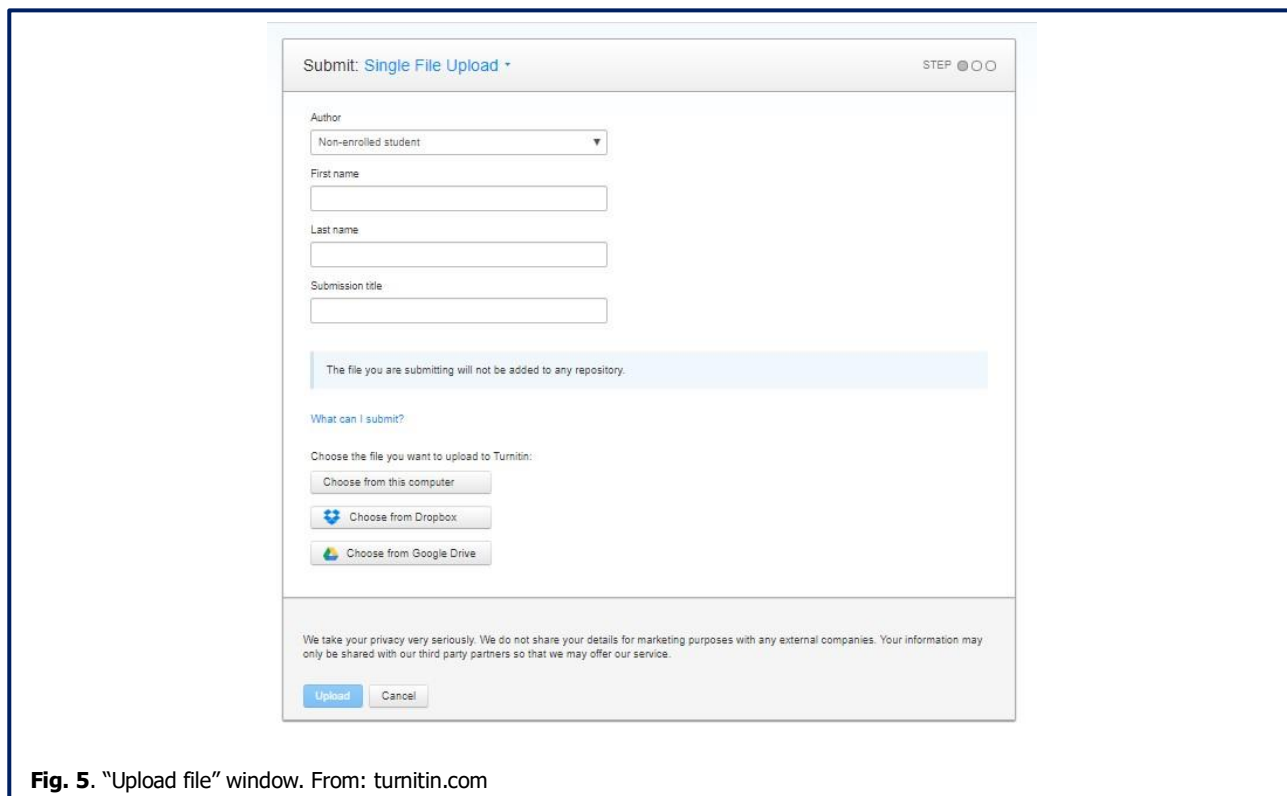 Submit: Single File Upload
STEP
Author
Non-enrolled student
First name
Last name
Submission title
The file you are submitting will not be added to any repository.
What can I submit?
Choose the file you want to upload to Turnitin:
Choose from this computer
Choose from Dropbox
Choose from Google Drive
We take your privacy very seriously. We do not share your details for marketing purposes with any external companies. Your information may
only be shared with our third party partners so that we may offer our service.
Upload Cancel
Fig. 5. “Upload file” window. From: turnitin.com